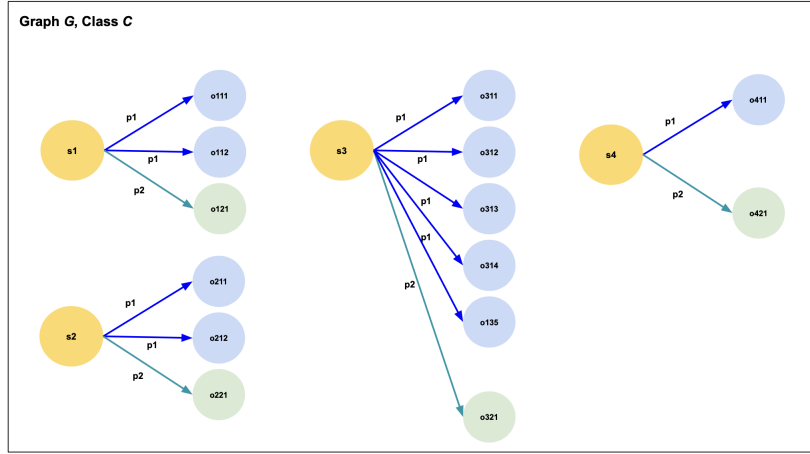 Graph G, Class C
s1
p1
p1
p2
o111
o112
o121
s2
p1
p1
p2
o211
o212
o221
s3
p1
p1
p1
p1
p2
o311
o312
o313
o314
o135
o321
s4
p1
p2
o411
o421